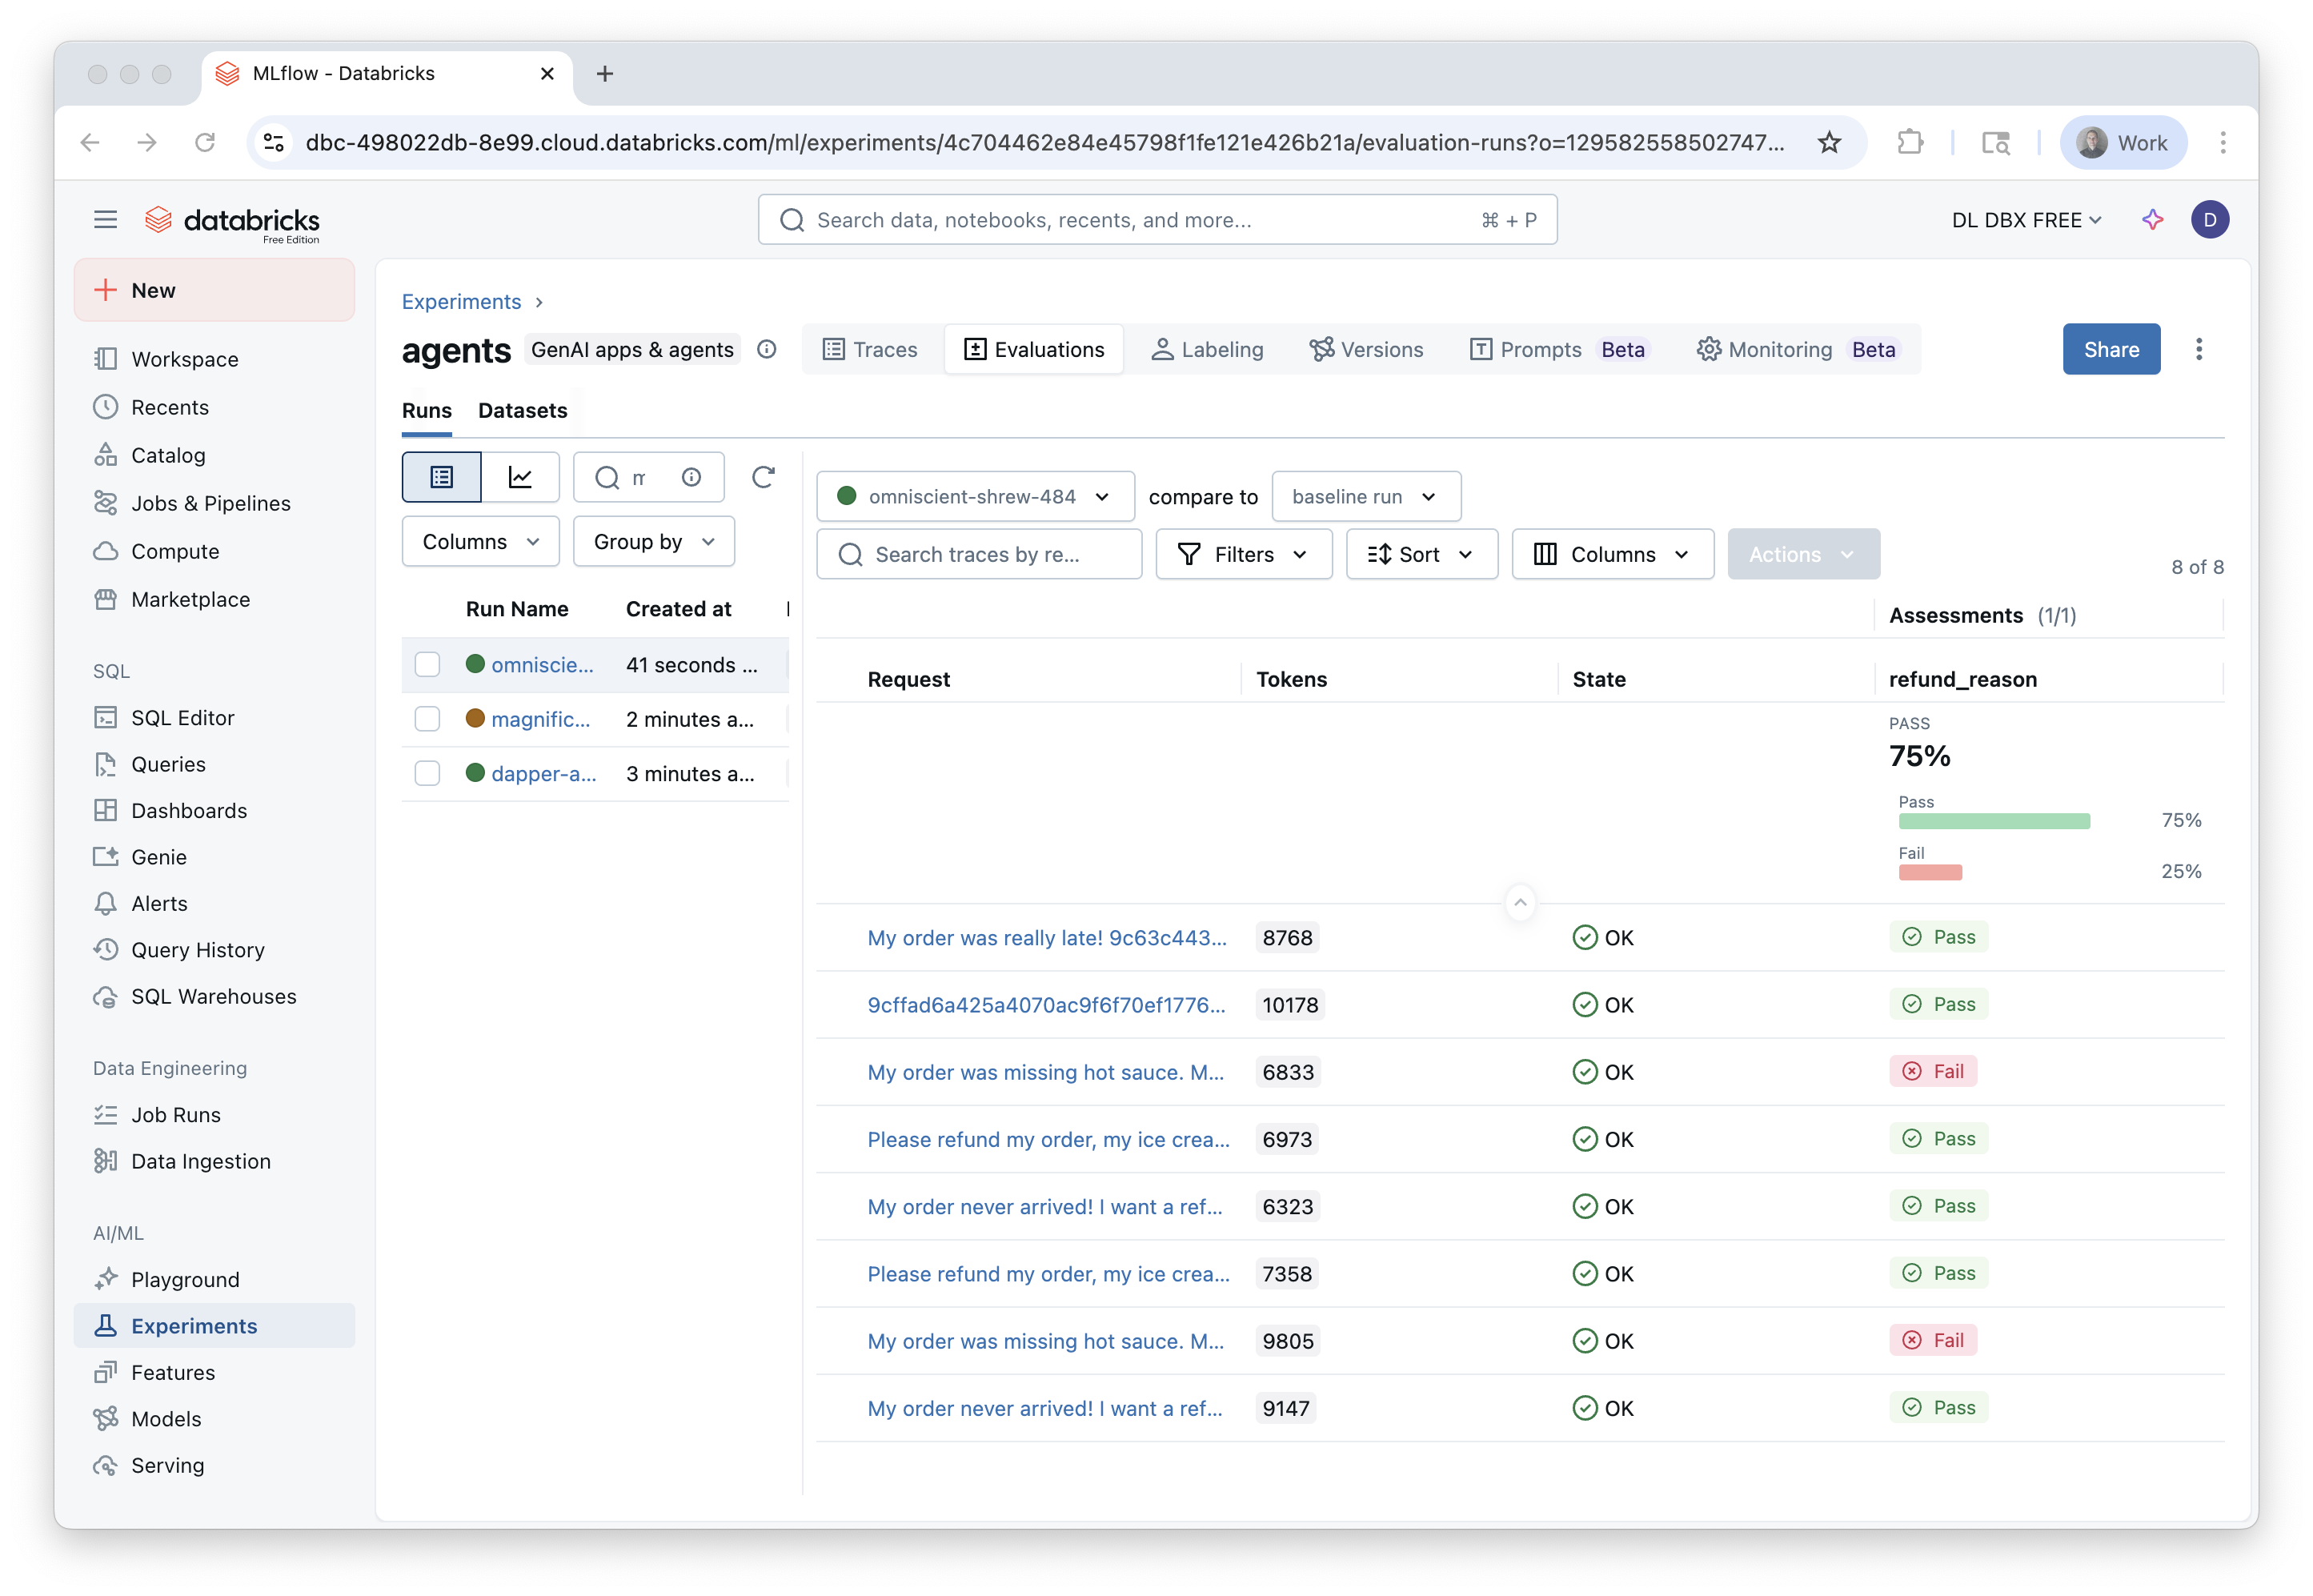 MLflow - Databricks
dbc-498022db-8e99.cloud.databricks.com/ml/experiments/4c704462e84e45798f1fe121e426b21a/evaluation-runs?o=129582558502747...
Work
databricks
Free Edition
Search data, notebooks, recents, and more...
⌘ + P
DL DBX FREE
D
New
Workspace
Recents
Catalog
Jobs & Pipelines
Compute
Marketplace
SQL
SQL Editor
Queries
Dashboards
Genie
Alerts
Query History
SQL Warehouses
Data Engineering
Job Runs
Data Ingestion
AI/ML
Playground
Experiments
Features
Models
Serving
Experiments ›
agents GenAI apps & agents
Traces
Evaluations
Labeling
Versions
Prompts Beta
Monitoring Beta
Share
Runs Datasets
Columns Group by
Run Name Created at
omniscie... 41 seconds ...
magnific... 2 minutes a...
dapper-a... 3 minutes a...
omniscient-shrew-484 compare to baseline run
Search traces by re... Filters Sort Columns Actions
8 of 8
Assessments (1/1)
Request Tokens State refund_reason
PASS
75%
Pass
75%
Fail
25%
My order was really late! 9c63c443... 8768 OK Pass
9cffad6a425a4070ac9f6f70ef1776... 10178 OK Pass
My order was missing hot sauce. M... 6833 OK Fail
Please refund my order, my ice crea... 6973 OK Pass
My order never arrived! I want a ref... 6323 OK Pass
Please refund my order, my ice crea... 7358 OK Pass
My order was missing hot sauce. M... 9805 OK Fail
My order never arrived! I want a ref... 9147 OK Pass